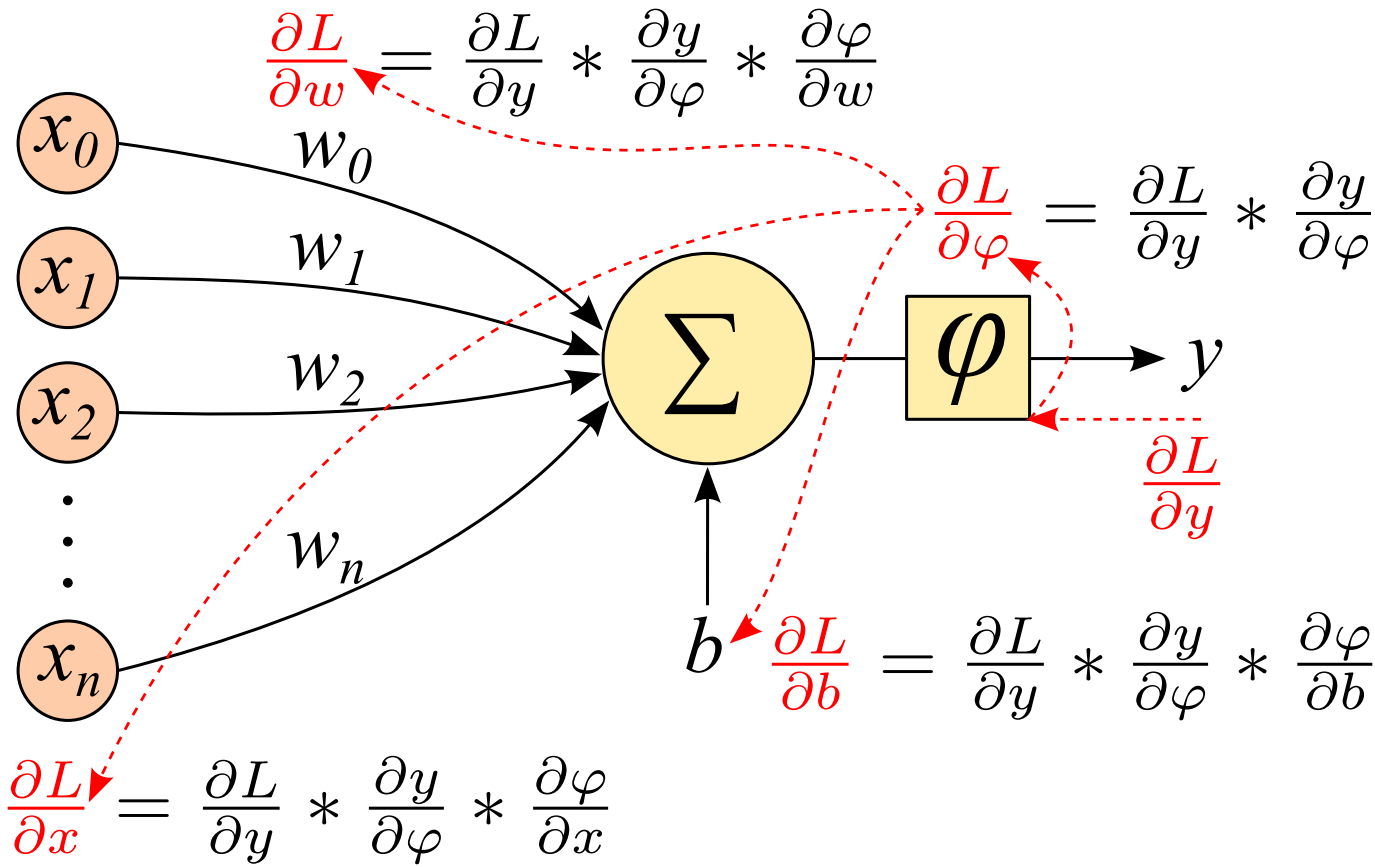 ∂L/∂w = ∂L/∂y * ∂y/∂φ * ∂φ/∂w
x₀
w₀
∂L/∂φ = ∂L/∂y * ∂y/∂φ
x₁
w₁
x₂
w₂
∑
φ
y
∂L/∂y
⋮
wₙ
xₙ
b
∂L/∂b = ∂L/∂y * ∂y/∂φ * ∂φ/∂b
∂L/∂x = ∂L/∂y * ∂y/∂φ * ∂φ/∂x